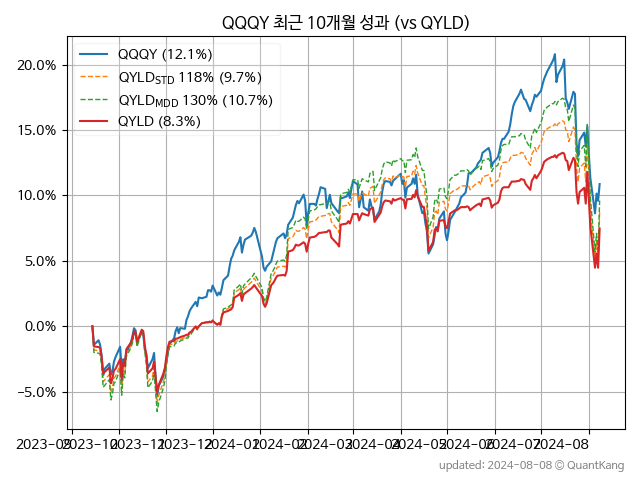 QQQY 최근 10개월 성과 (vs QYLD)
QQQY (12.1%)
QYLD_STD 118% (9.7%)
QYLD_MDD 130% (10.7%)
QYLD (8.3%)
20.0%
15.0%
10.0%
5.0%
0.0%
−5.0%
2023-09 2023-10 2023-11 2023-12 2024-01 2024-02 2024-03 2024-04 2024-05 2024-06 2024-07 2024-08
updated: 2024-08-08 © QuantKang